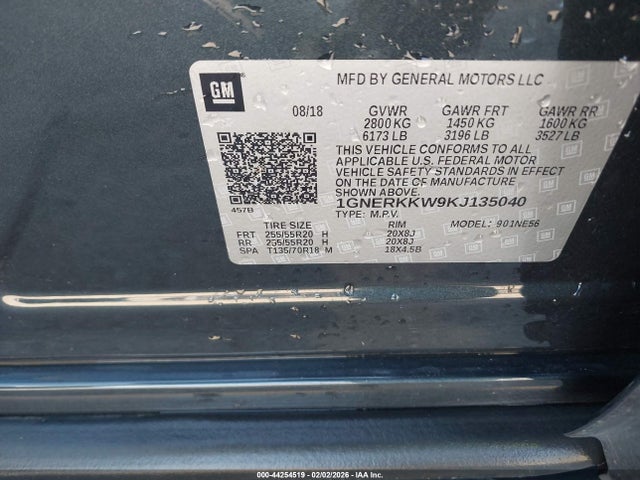 GM
MFD BY GENERAL MOTORS LLC
08/18 GVWR GAWR FRT GAWR RR
2800 KG 1450 KG 1600 KG
6173 LB 3196 LB 3527 LB
THIS VEHICLE CONFORMS TO ALL
APPLICABLE U.S. FEDERAL MOTOR
VEHICLE SAFETY STANDARDS IN EFFECT
ON THE DATE OF MANUFACTURE
SHOWN ABOVE.
457B
1GNERKKW9KJ135040
TYPE: M.P.V. MODEL: 901NE56
TIRE SIZE RIM
FRT 255/55R20 H 20X8J
RR 255/55R20 H 20X8J
SPA T135/70R18 M 18X4.5B
000-44254519 - 02/02/2026 - IAA Inc.